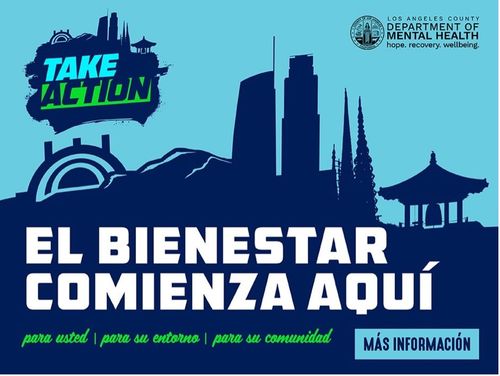 TAKE
ACTION
LOS ANGELES COUNTY
DEPARTMENT OF
MENTAL HEALTH
hope. recovery. wellbeing.
EL BIENESTAR
COMIENZA AQUÍ
para usted | para su entorno | para su comunidad
MÁS INFORMACIÓN